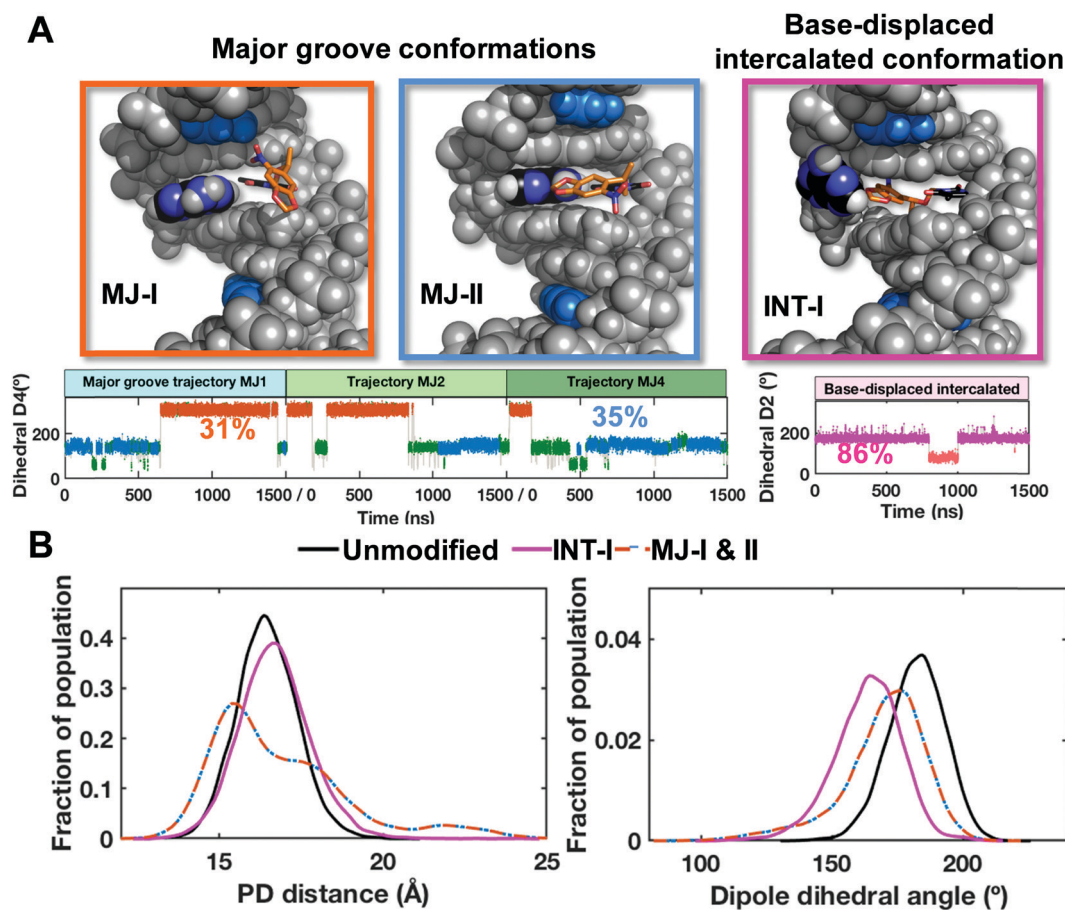 A
Major groove conformations
Base-displaced
intercalated conformation
MJ-I
MJ-II
INT-I
Major groove trajectory MJ1
Trajectory MJ2
Trajectory MJ4
Base-displaced intercalated
Dihedral D4(º)
200
0
31%
35%
0
500
1000
1500 / 0
500
1000
1500 / 0
500
1000
1500
Time (ns)
Dihedral D2 (º)
200
0
86%
0
500
1000
1500
Time (ns)
B
Unmodified
INT-I
MJ-I & II
Fraction of population
0.4
0.3
0.2
0.1
0
15
20
25
PD distance (Å)
Fraction of population
0.04
0.02
0
100
150
200
Dipole dihedral angle (º)